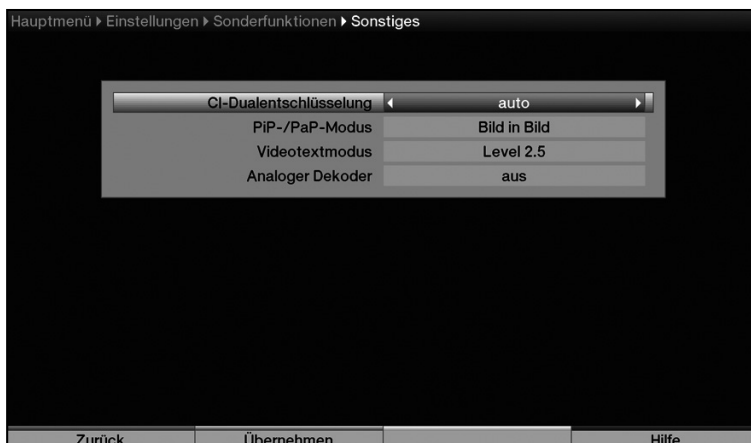 Hauptmenü ▸ Einstellungen ▸ Sonderfunktionen ▸ Sonstiges
CI-Dualentschlüsselung auto
PiP-/PaP-Modus Bild in Bild
Videotextmodus Level 2.5
Analoger Dekoder aus
Zurück Übernehmen Hilfe